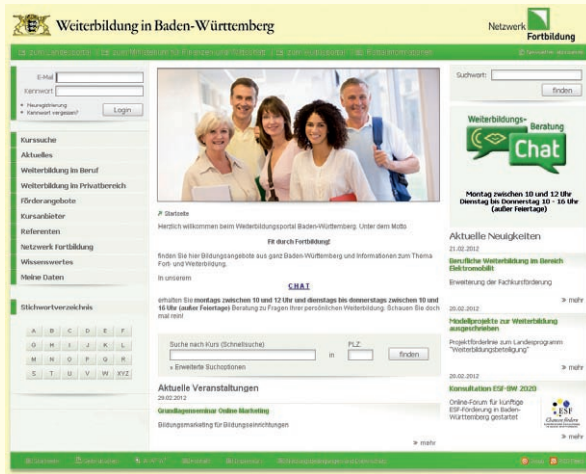 Weiterbildung in Baden-Württemberg
Netzwerk
Fortbildung
E-Mail
Kennwort
Neuregistrierung
Kennwort vergessen?
Login
Kurssuche
Aktuelles
Weiterbildung im Beruf
Weiterbildung im Privatbereich
Förderangebote
Kursanbieter
Referenten
Netzwerk Fortbildung
Wissenswertes
Meine Daten
Stichwortverzeichnis
A B C D E F
G H I J K L
M N O P Q R
S T U V W XYZ
Startseite
Herzlich willkommen beim Weiterbildungsportal Baden-Württemberg. Unter dem Motto
Fit durch Fortbildung!
finden Sie hier Bildungsangebote aus ganz Baden-Württemberg und Informationen zum Thema
Fort- und Weiterbildung.
In unserem
CHAT
erhalten Sie montags zwischen 10 und 12 Uhr und dienstags bis donnerstags zwischen 10 und
16 Uhr (außer Feiertage) Beratung zu Fragen Ihrer persönlichen Weiterbildung. Schauen Sie doch
mal rein!
Suche nach Kurs (Schnellsuche)
PLZ:
in
finden
» Erweiterte Suchoptionen
Aktuelle Veranstaltungen
29.02.2012
Grundlagenseminar Online Marketing
Bildungsmarketing für Bildungseinrichtungen
» mehr
Suchwort:
finden
Weiterbildungs-
Beratung
Chat
Montag zwischen 10 und 12 Uhr
Dienstag bis Donnerstag 10 - 16 Uhr
(außer Feiertage)
Aktuelle Neuigkeiten
21.02.2012
Berufliche Weiterbildung im Bereich
Elektromobilit
Erweiterung der Fachkursförderung
» mehr
Modellprojekte zur Weiterbildung
ausgeschrieben
Projektförderlinie zum Landesprogramm
"Weiterbildungsbeteiligung"
» mehr
Konsultation ESF-BW 2020
Online-Forum für künftige
ESF-Förderung in Baden-
Württemberg gestartet
ESF
Chancen fördern
» mehr